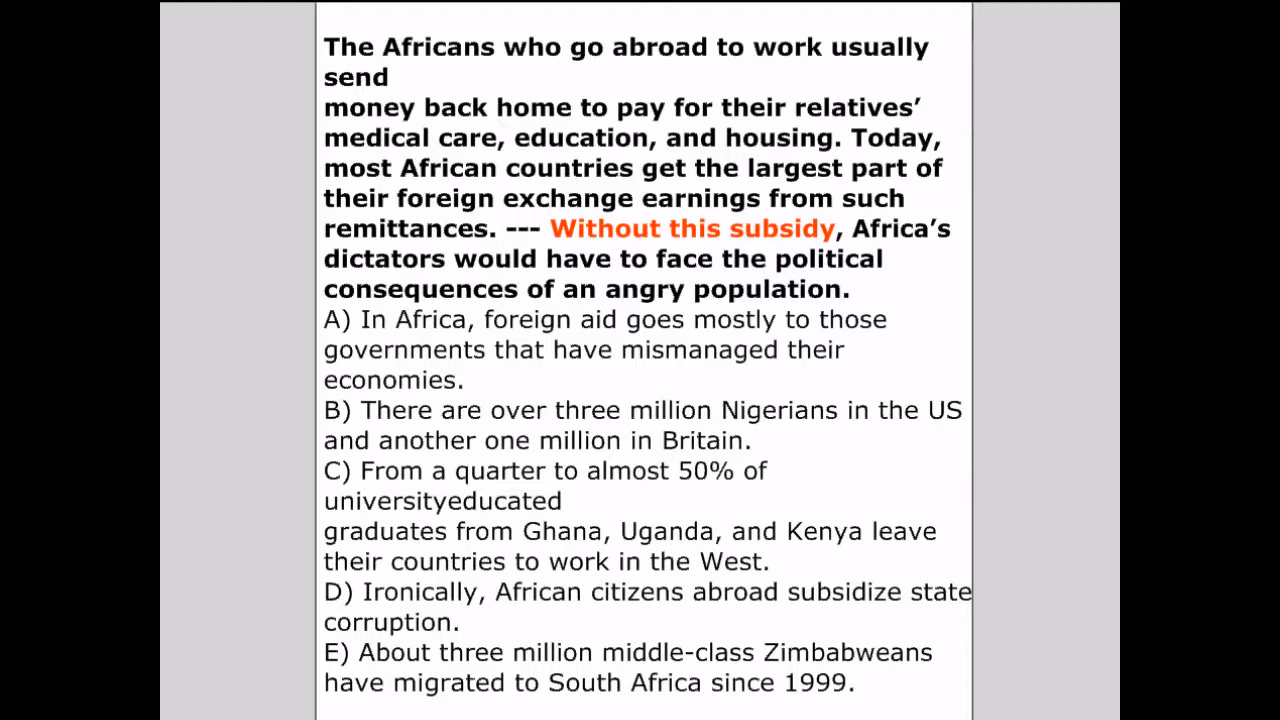 The Africans who go abroad to work usually
send
money back home to pay for their relatives’
medical care, education, and housing. Today,
most African countries get the largest part of
their foreign exchange earnings from such
remittances. --- Without this subsidy, Africa’s
dictators would have to face the political
consequences of an angry population.
A) In Africa, foreign aid goes mostly to those
governments that have mismanaged their
economies.
B) There are over three million Nigerians in the US
and another one million in Britain.
C) From a quarter to almost 50% of
universityeducated
graduates from Ghana, Uganda, and Kenya leave
their countries to work in the West.
D) Ironically, African citizens abroad subsidize state
corruption.
E) About three million middle-class Zimbabweans
have migrated to South Africa since 1999.